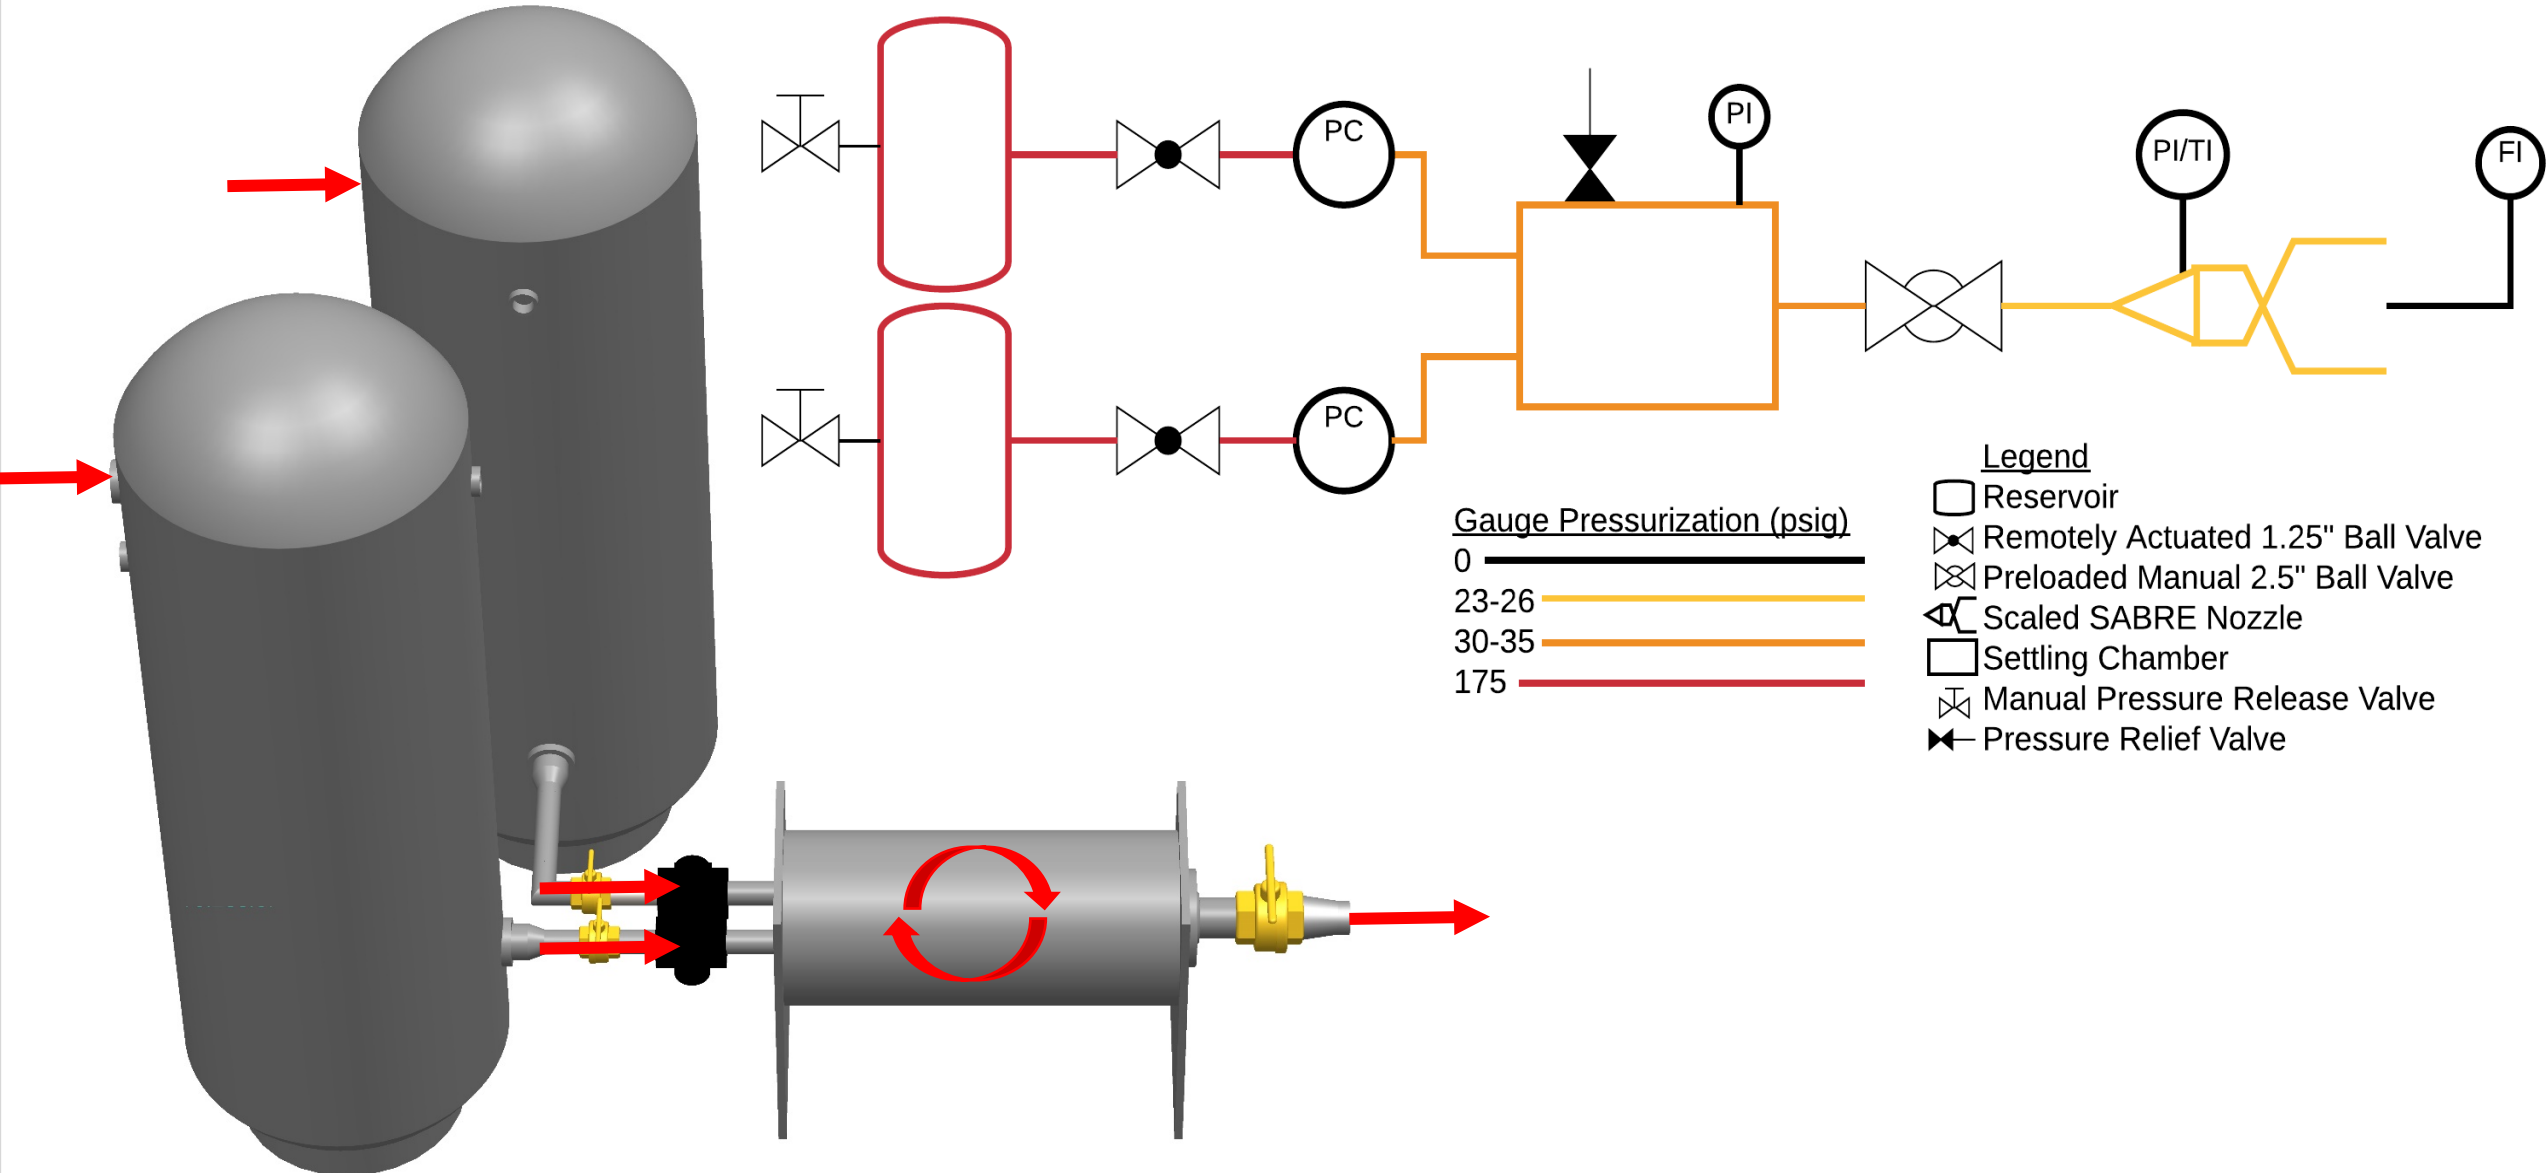 PC
PI
PI/TI
FI
PC
Gauge Pressurization (psig)
0
23-26
30-35
175
Legend
Reservoir
Remotely Actuated 1.25" Ball Valve
Preloaded Manual 2.5" Ball Valve
Scaled SABRE Nozzle
Settling Chamber
Manual Pressure Release Valve
Pressure Relief Valve